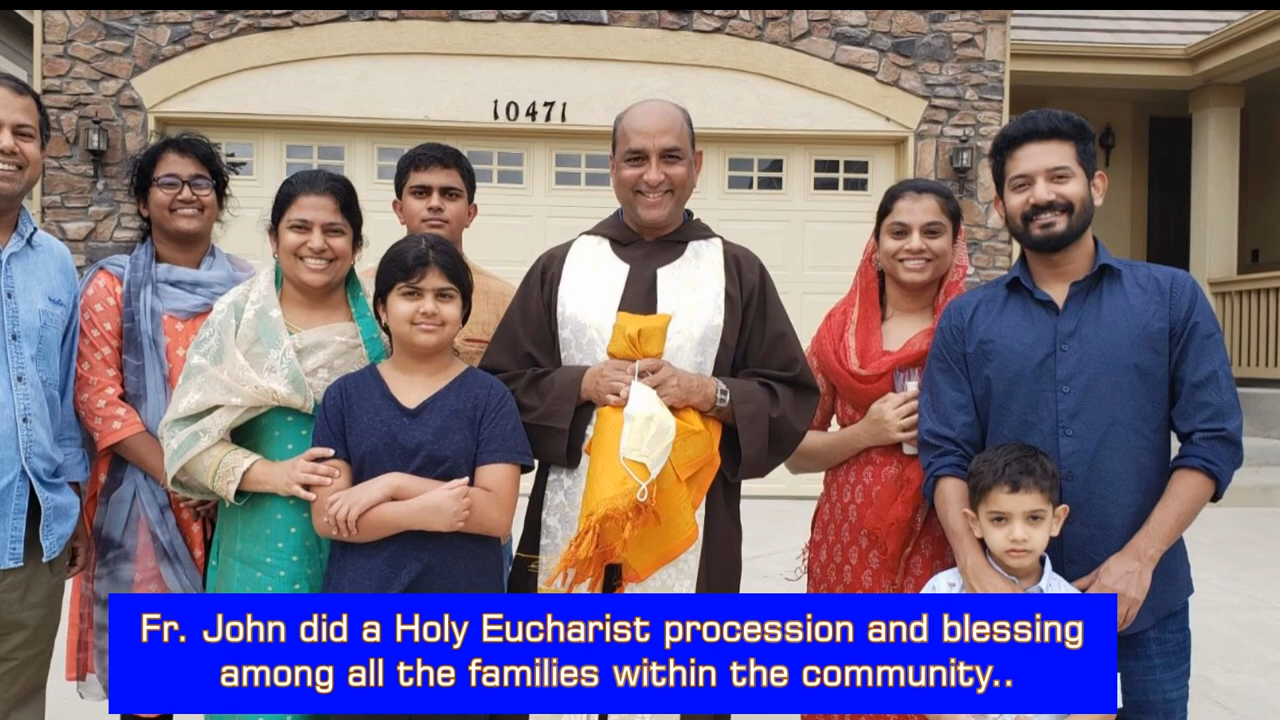 10471
Fr. John did a Holy Eucharist procession and blessing
among all the families within the community..